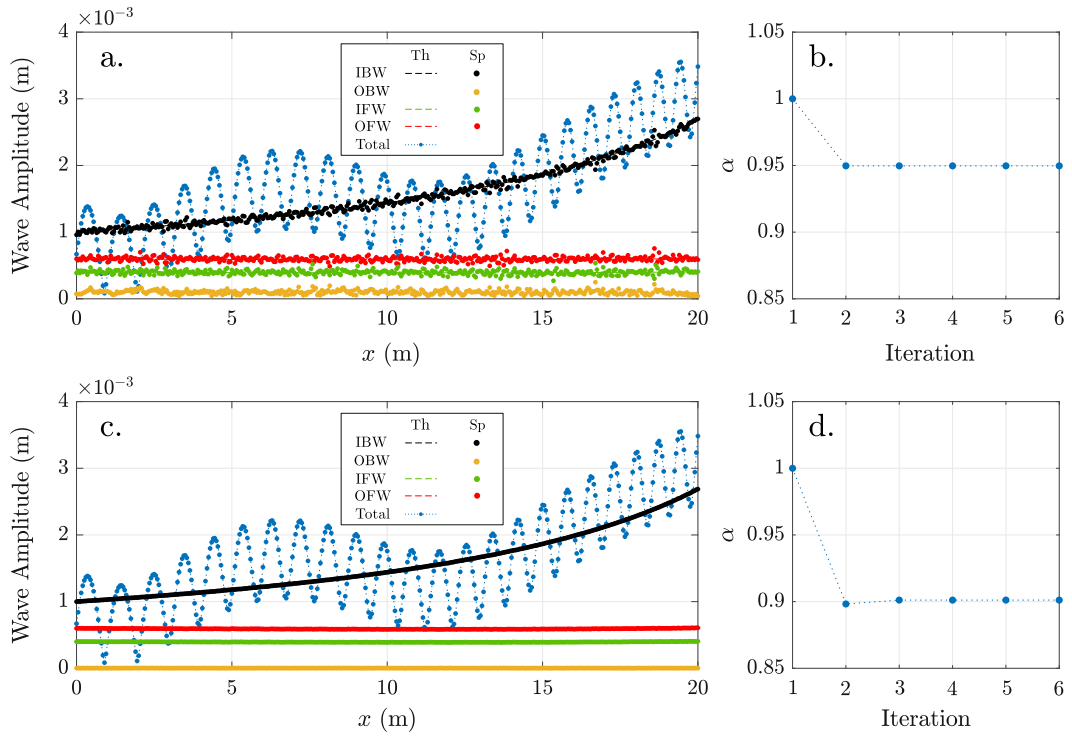 ×10⁻³
a.
Th Sp
IBW
OBW
IFW
OFW
Total
Wave Amplitude (m)
4
3
2
1
0
0 5 10 15 20
x (m)
b.
α
1.05
1
0.95
0.9
0.85
1 2 3 4 5 6
Iteration
×10⁻³
c.
Th Sp
IBW
OBW
IFW
OFW
Total
Wave Amplitude (m)
4
3
2
1
0
0 5 10 15 20
x (m)
d.
α
1.05
1
0.95
0.9
0.85
1 2 3 4 5 6
Iteration